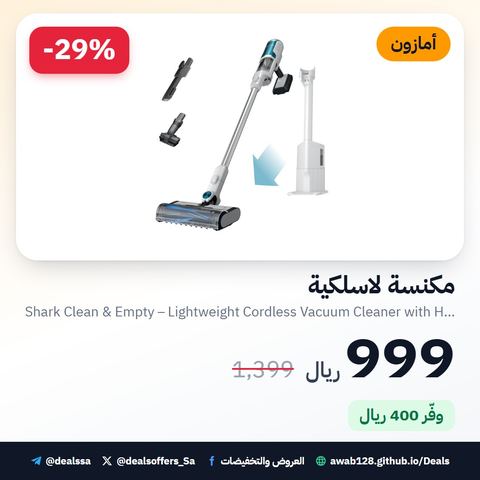 -29%
أمازون
مكنسة لاسلكية
Shark Clean & Empty – Lightweight Cordless Vacuum Cleaner with H...
999 ريال 1,399
وفّر 400 ريال
@dealssa @dealsoffers_Sa العروض والتخفيضات awab128.github.io/Deals